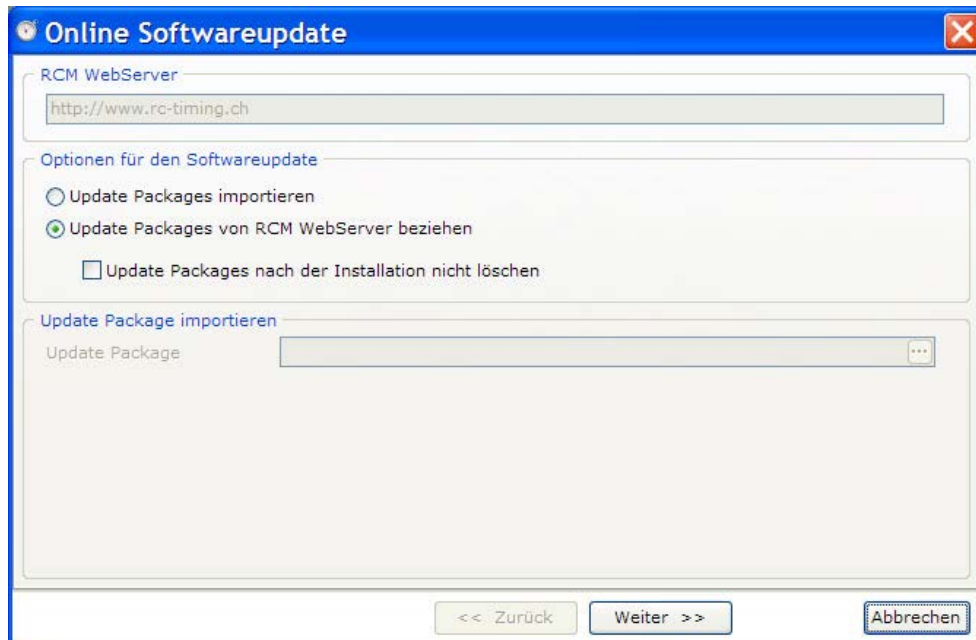 Online Softwareupdate
RCM WebServer
http://www.rc-timing.ch
Optionen für den Softwareupdate
Update Packages importieren
Update Packages von RCM WebServer beziehen
Update Packages nach der Installation nicht löschen
Update Package importieren
Update Package
...
<< Zurück
Weiter >>
Abbrechen